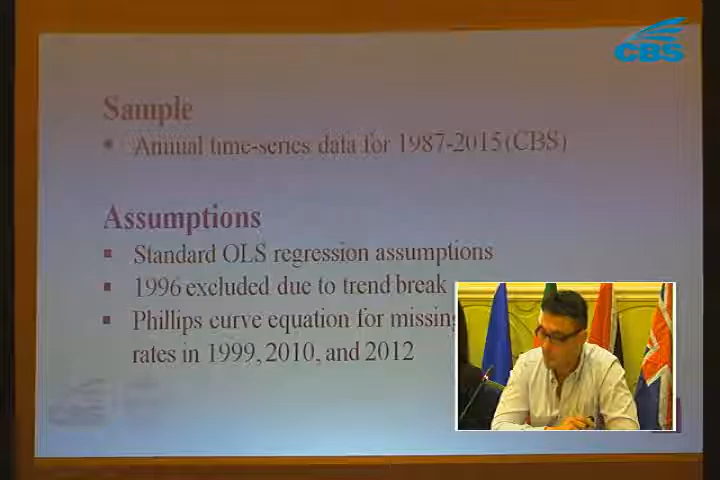 CBS
Sample
▪ Annual time-series data for 1987-2015 (CBS)
Assumptions
▪ Standard OLS regression assumptions
▪ 1996 excluded due to trend break
▪ Phillips curve equation for missing
rates in 1999, 2010, and 2012